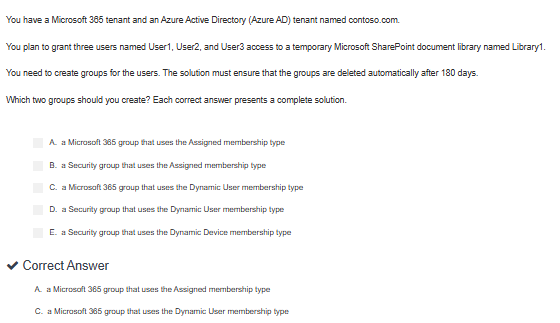 You have a Microsoft 365 tenant and an Azure Active Directory (Azure AD) tenant named contoso.com.
You plan to grant three users named User1, User2, and User3 access to a temporary Microsoft SharePoint document library named Library1.
You need to create groups for the users. The solution must ensure that the groups are deleted automatically after 180 days.
Which two groups should you create? Each correct answer presents a complete solution.
A. a Microsoft 365 group that uses the Assigned membership type
B. a Security group that uses the Assigned membership type
C. a Microsoft 365 group that uses the Dynamic User membership type
D. a Security group that uses the Dynamic User membership type
E. a Security group that uses the Dynamic Device membership type
Correct Answer
A. a Microsoft 365 group that uses the Assigned membership type
C. a Microsoft 365 group that uses the Dynamic User membership type